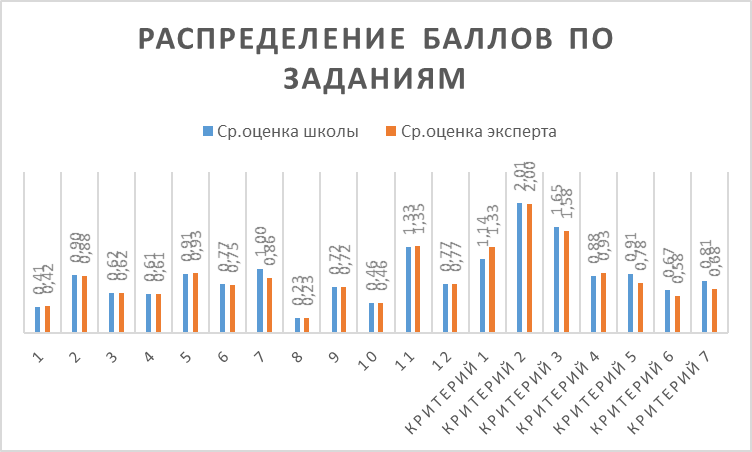 РАСПРЕДЕЛЕНИЕ БАЛЛОВ ПО
ЗАДАНИЯМ
Ср.оценка школы Ср.оценка эксперта
0,41 0,42 0,90 0,88 0,62 0,62 0,61 0,61 0,91 0,93 0,77 0,75 1,00 0,86 0,23 0,23 0,72 0,72 0,46 0,46 1,33 1,35 0,77 0,77 1,14 1,33 2,01 2,00 1,65 1,58 0,88 0,93 0,91 0,78 0,67 0,58 0,81 0,68
1 2 3 4 5 6 7 8 9 10 11 12 КРИТЕРИЙ 1 КРИТЕРИЙ 2 КРИТЕРИЙ 3 КРИТЕРИЙ 4 КРИТЕРИЙ 5 КРИТЕРИЙ 6 КРИТЕРИЙ 7